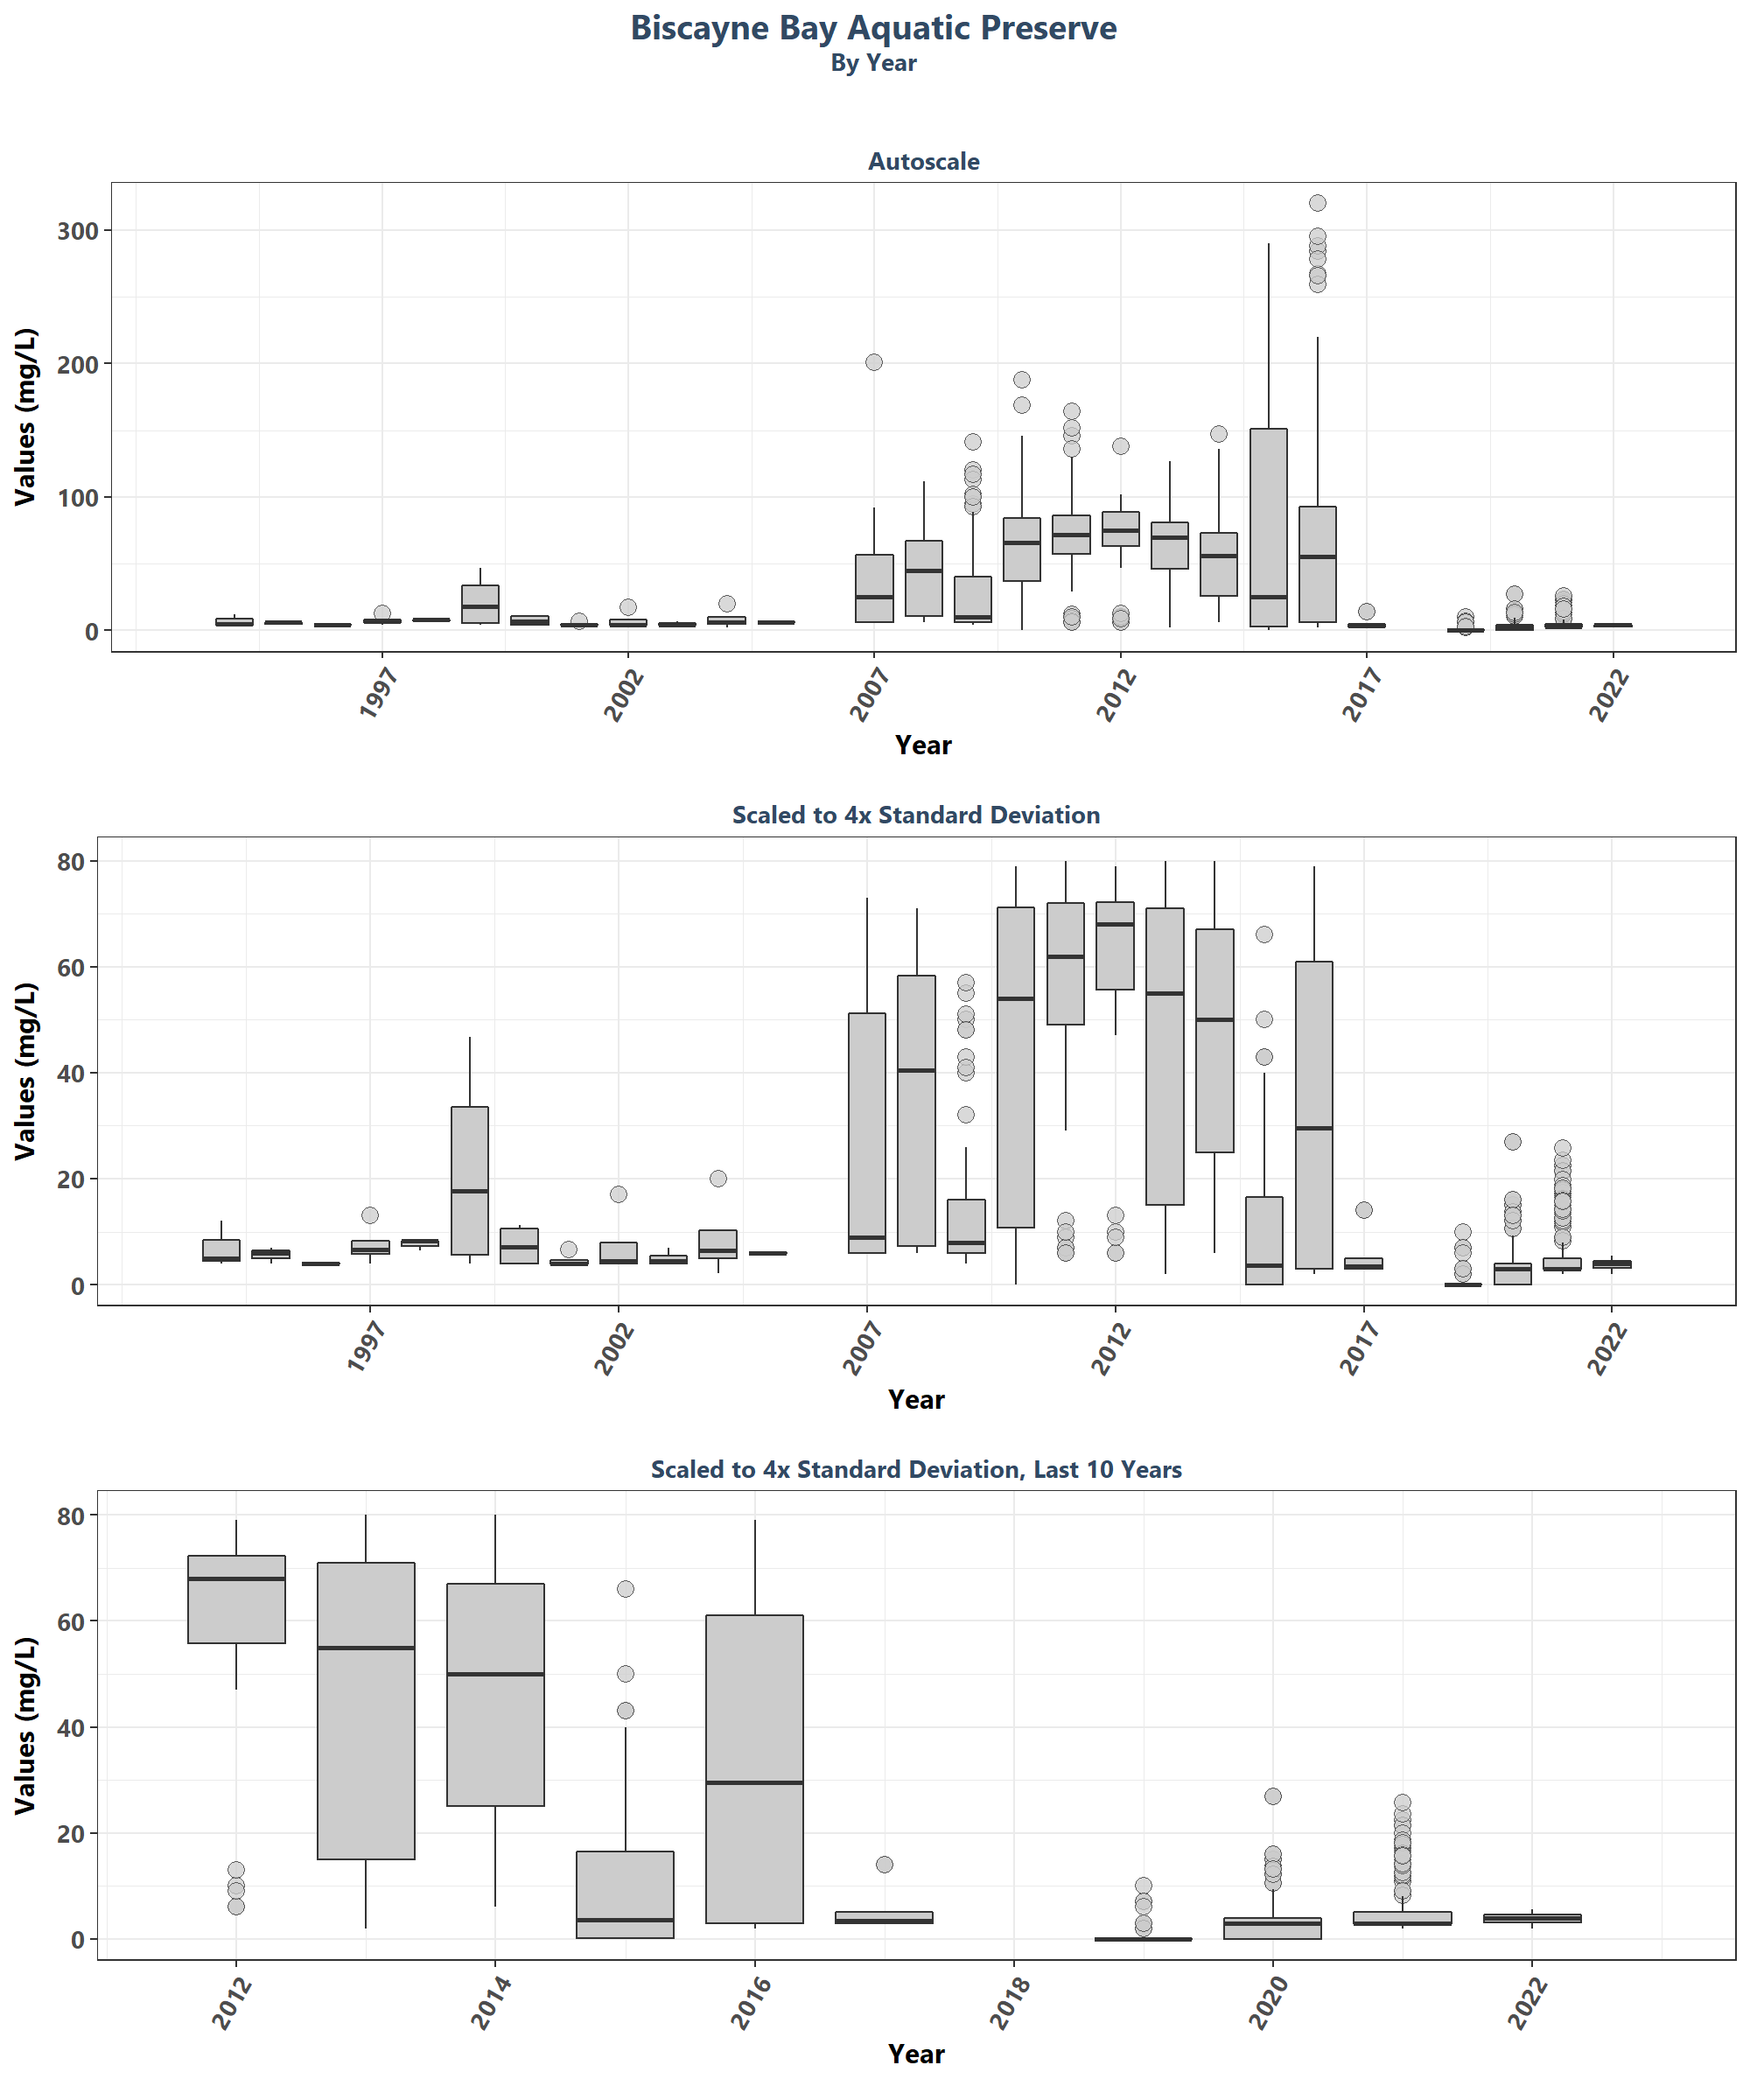 Biscayne Bay Aquatic Preserve
By Year
Autoscale
Values (mg/L)
300
200
100
0
1997
2002
2007
2012
2017
2022
Year
Scaled to 4x Standard Deviation
Values (mg/L)
80
60
40
20
0
1997
2002
2007
2012
2017
2022
Year
Scaled to 4x Standard Deviation, Last 10 Years
Values (mg/L)
80
60
40
20
0
2012
2014
2016
2018
2020
2022
Year